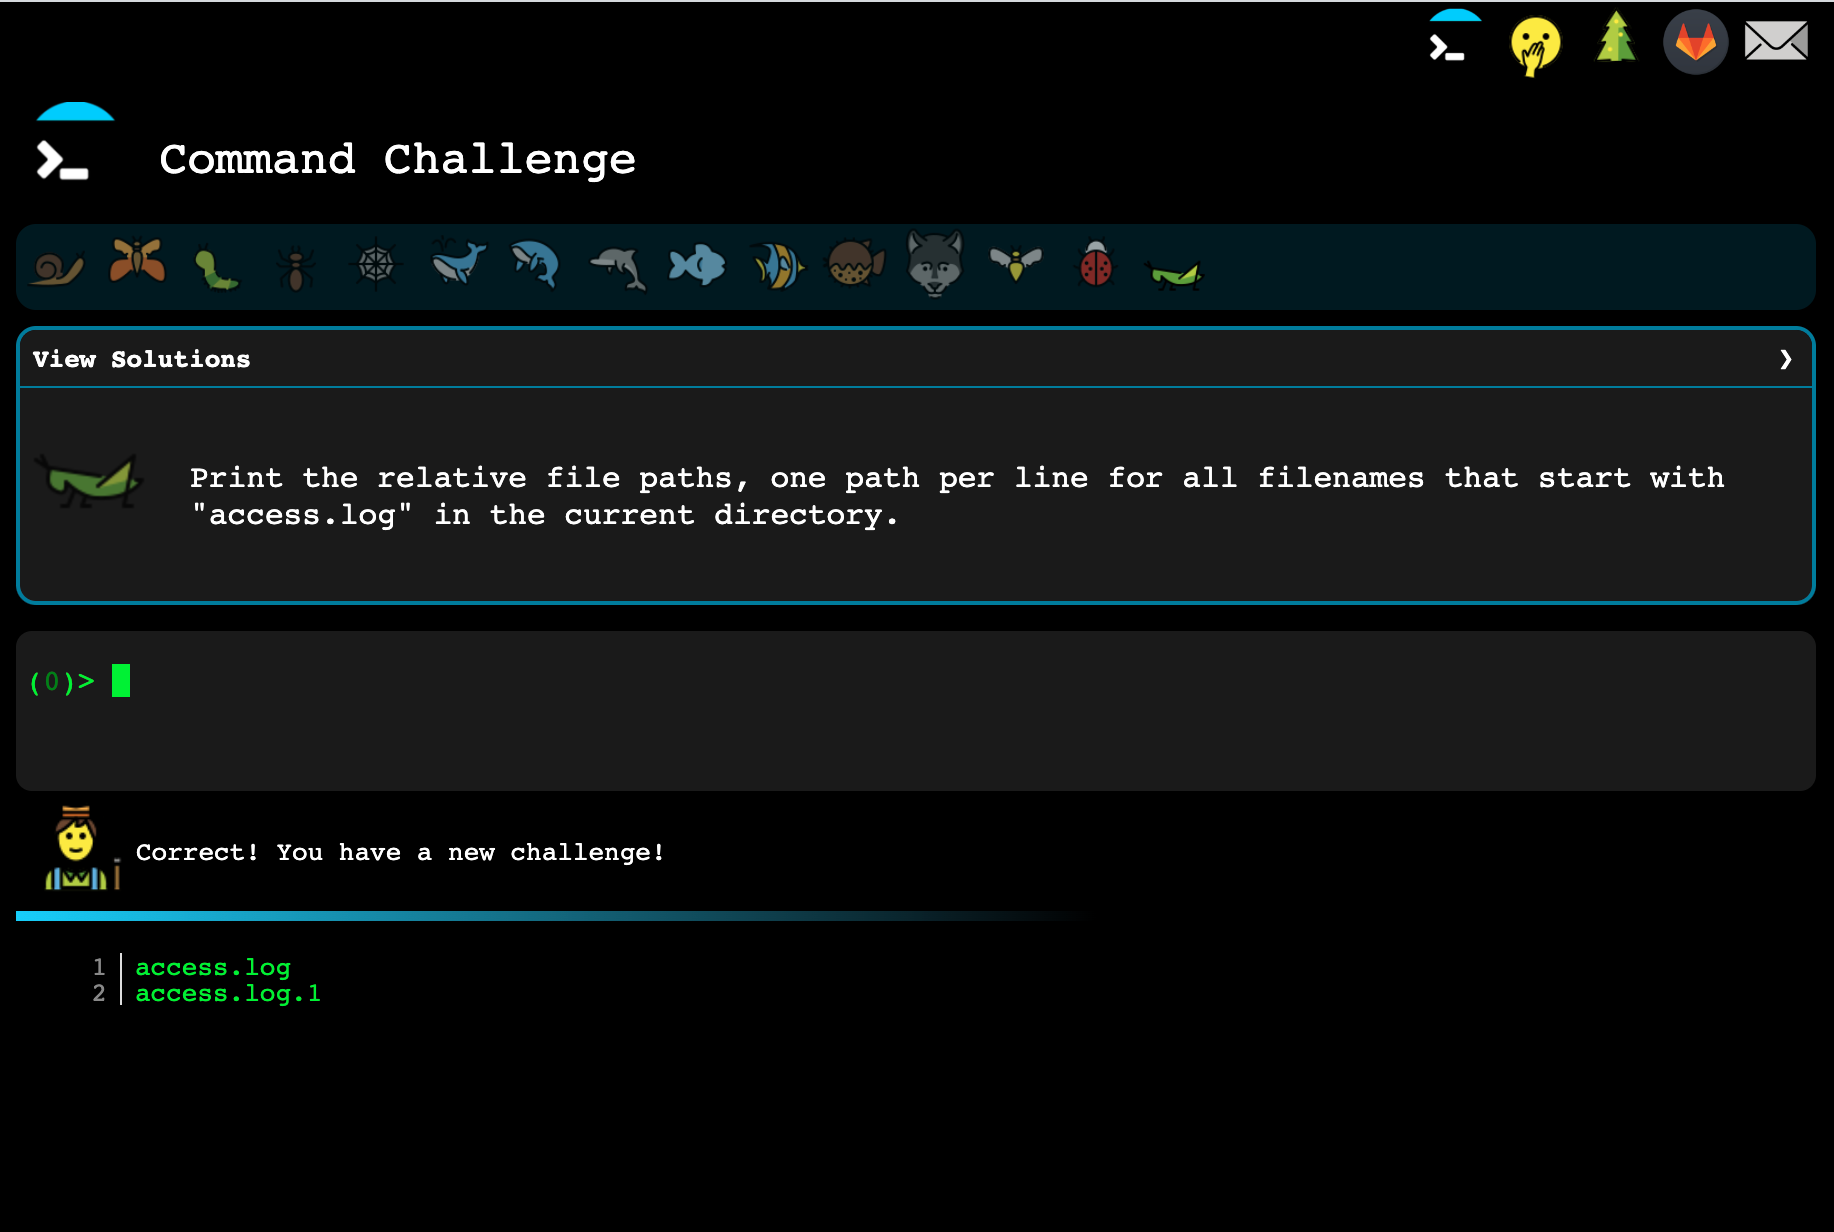 Command Challenge
View Solutions
Print the relative file paths, one path per line for all filenames that start with
"access.log" in the current directory.
(0)>
Correct! You have a new challenge!
1 access.log
2 access.log.1